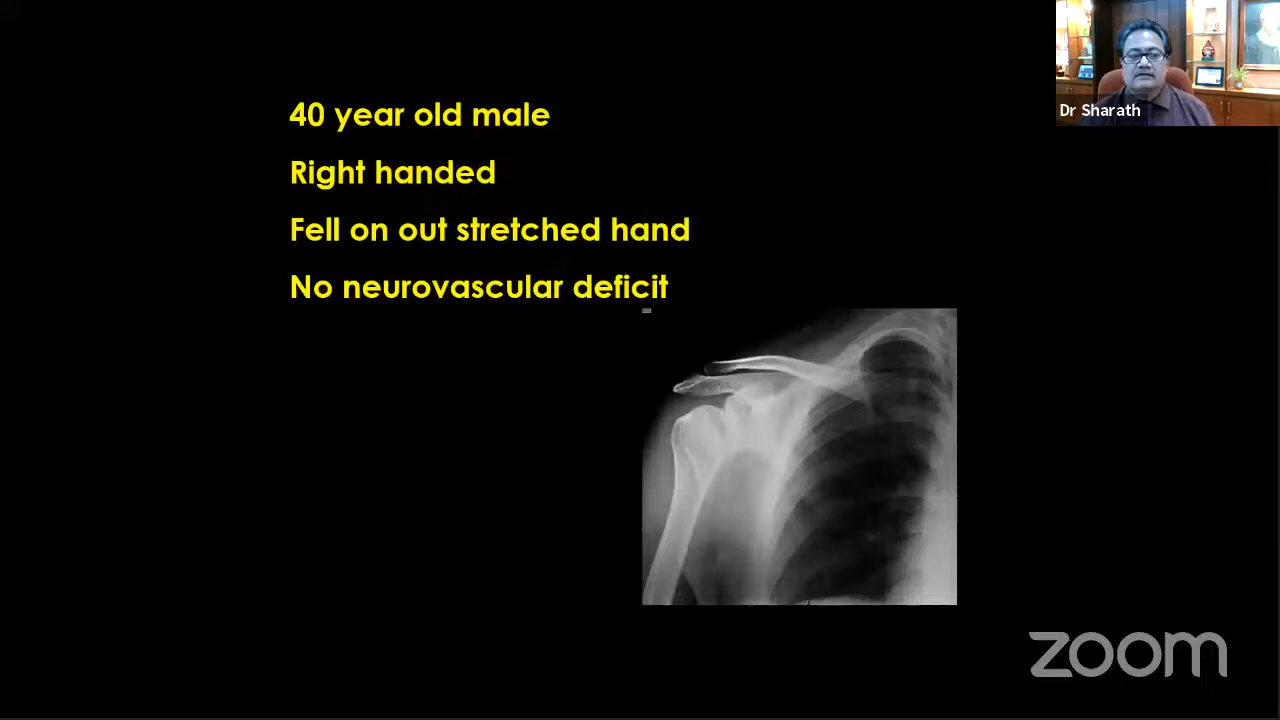 40 year old male
Right handed
Fell on out stretched hand
No neurovascular deficit
Dr Sharath
zoom